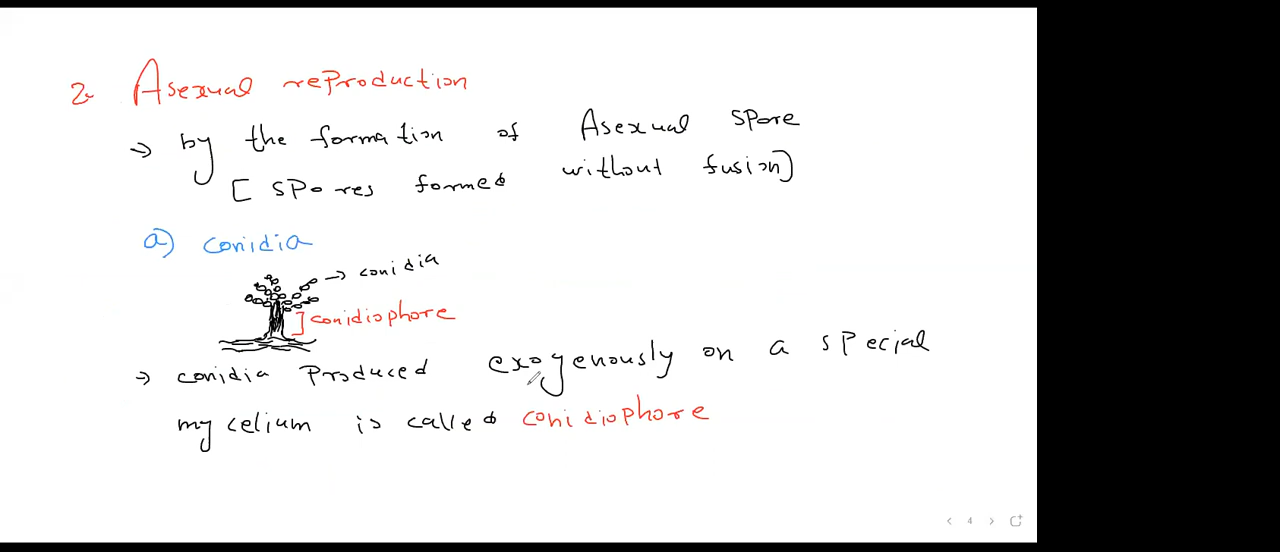 2. Asexual reproduction
→ by the formation of Asexual spore
[spores formed without fusion]
a) conidia
→ conidia
] conidiophore
→ conidia produced exogenously on a special
mycelium is called conidiophore
< 4 >